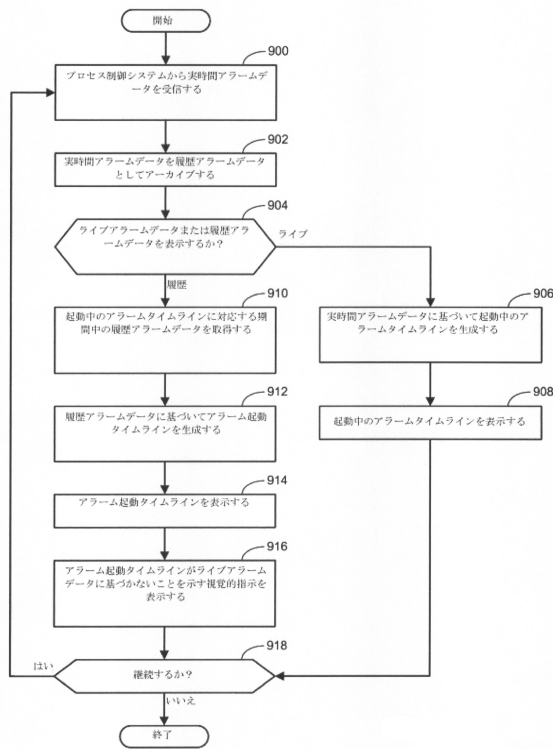 開始
900
プロセス制御システムから実時間アラームデー
タを受信する
902
実時間アラームデータを履歴アラームデータ
としてアーカイブする
904
ライブアラームデータまたは履歴アラ
ームデータを表示するか?
ライブ
履歴
910
起動中のアラームタイムラインに対応する期
間中の履歴アラームデータを取得する
906
実時間アラームデータに基づいて起動中のア
ラームタイムラインを生成する
912
履歴アラームデータに基づいてアラーム起動
タイムラインを生成する
908
起動中のアラームタイムラインを表示する
914
アラーム起動タイムラインを表示する
916
アラーム起動タイムラインがライブアラーム
データに基づかないことを示す視覚的指示を
表示する
918
はい
継続するか?
いいえ
終了